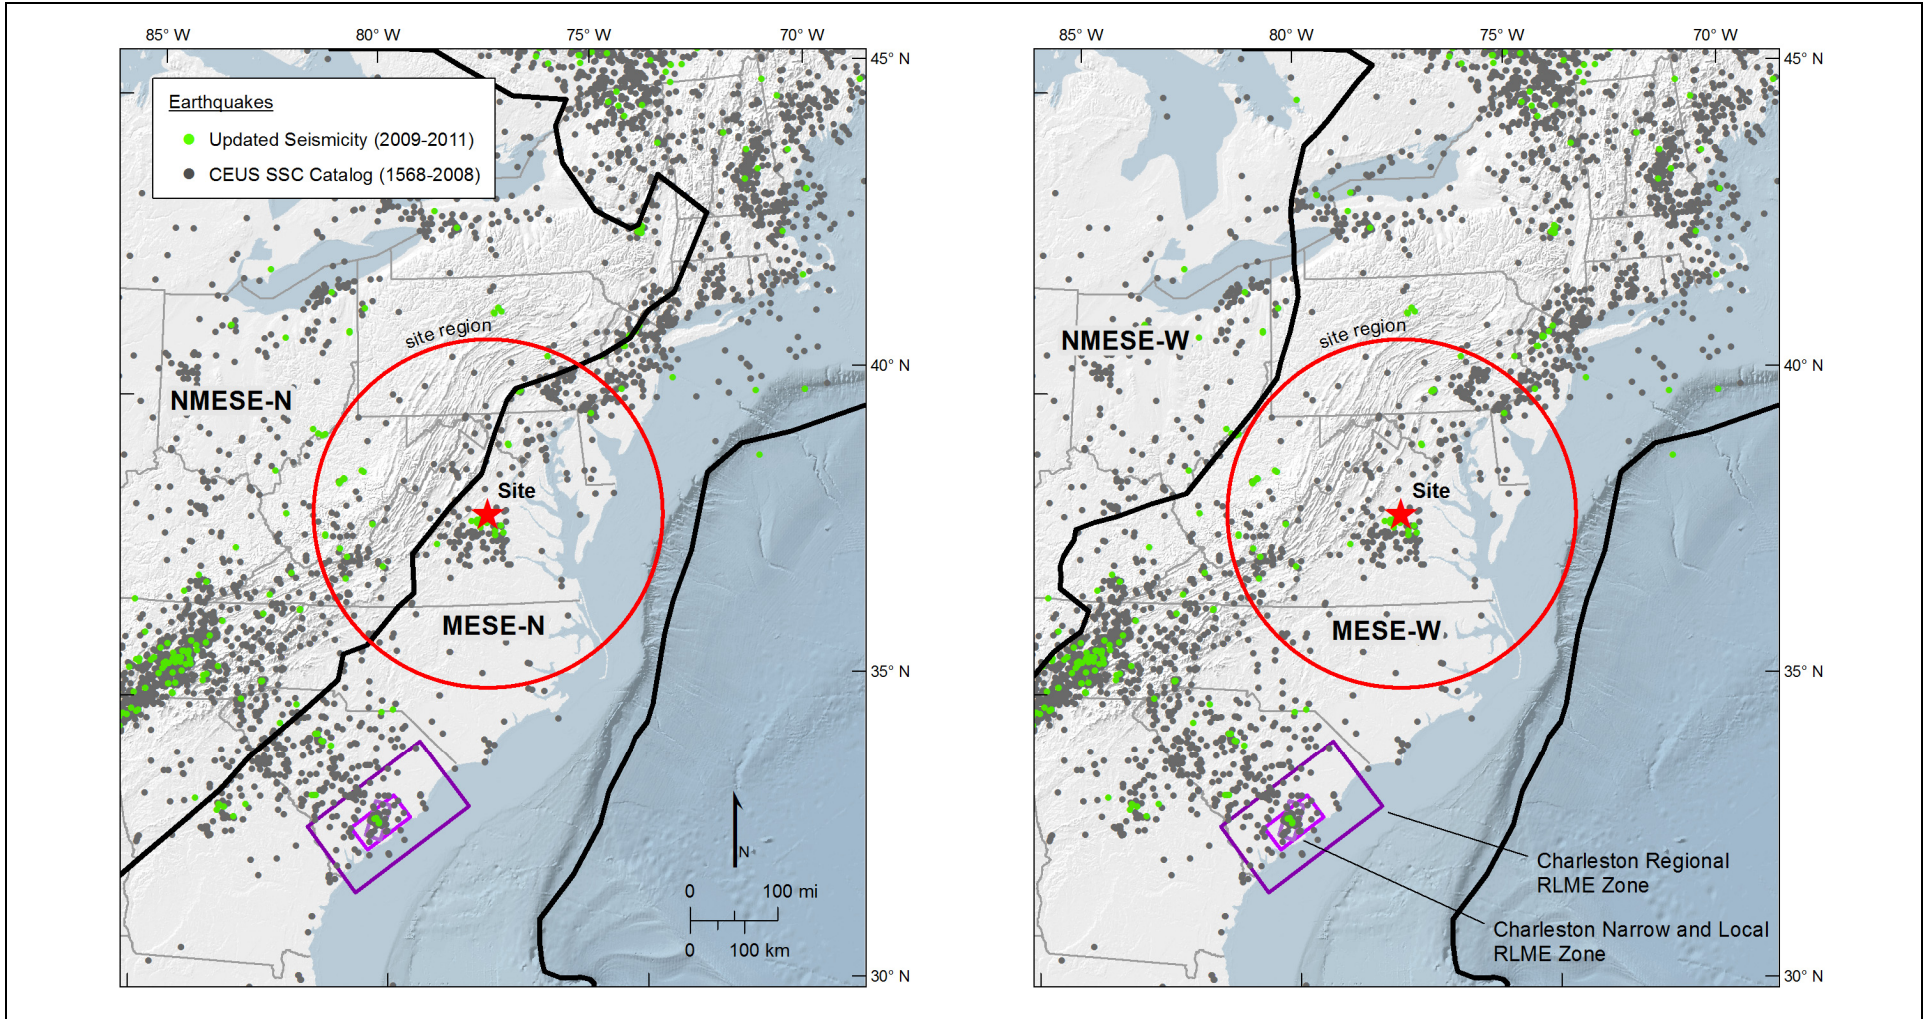 85° W
80° W
75° W
70° W
45° N
Earthquakes
Updated Seismicity (2009-2011)
CEUS SSC Catalog (1568-2008)
site region
40° N
NMESE-N
Site
MESE-N
35° N
N
0
100 mi
0
100 km
30° N
85° W
80° W
75° W
70° W
45° N
NMESE-W
site region
40° N
Site
MESE-W
35° N
Charleston Regional
RLME Zone
Charleston Narrow and Local
RLME Zone
30° N